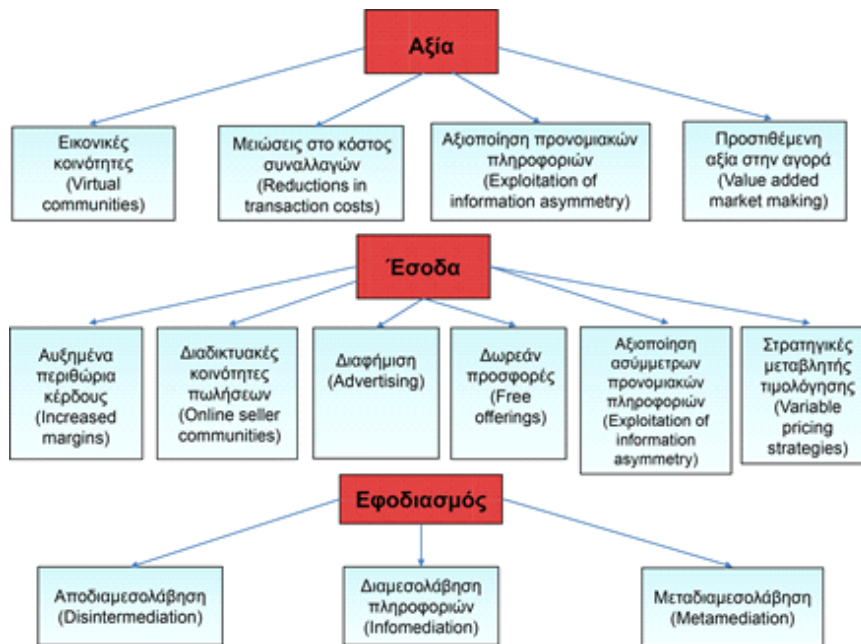 Αξία
Εικονικές
κοινότητες
(Virtual
communities)
Μειώσεις στο κόστος
συναλλαγών
(Reductions in
transaction costs)
Αξιοποίηση προνομιακών
πληροφοριών
(Exploitation of
information asymmetry)
Προστιθέμενη
αξία στην αγορά
(Value added
market making)
Έσοδα
Αυξημένα
περιθώρια
κέρδους
(Increased
margins)
Διαδικτυακές
κοινότητες
πωλήσεων
(Online seller
communities)
Διαφήμιση
(Advertising)
Δωρεάν
προσφορές
(Free
offerings)
Αξιοποίηση
ασύμμετρων
προνομιακών
πληροφοριών
(Exploitation of
information
asymmetry)
Στρατηγικές
μεταβλητής
τιμολόγησης
(Variable
pricing
strategies)
Εφοδιασμός
Αποδιαμεσολάβηση
(Disintermediation)
Διαμεσολάβηση
πληροφοριών
(Infomediation)
Μεταδιαμεσολάβηση
(Metamediation)